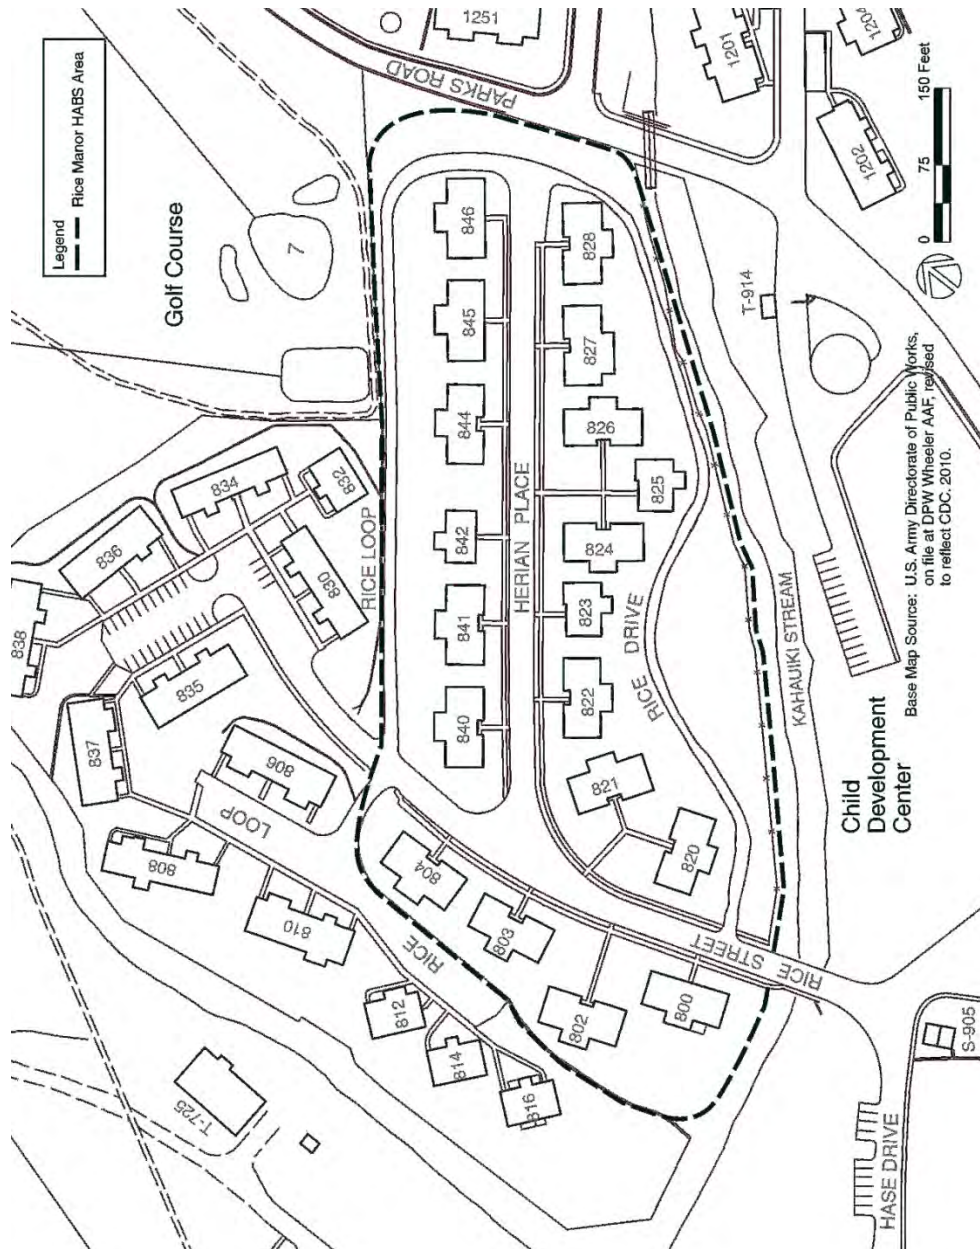 Legend
Rice Manor HABS Area
Golf Course
7
1251
PARKS ROAD
1201
1204
1202
0 75 150 Feet
846
845
844
842
841
840
HERIAN PLACE
828
827
826
825
824
823
822
821
820
RICE LOOP
RICE DRIVE
KAHAUIKI STREAM
T-914
834
832
836
830
838
835
837
806
LOOP
808
810
RICE
812
814
816
T-725
804
803
802
800
RICE STREET
RICE
HASE DRIVE
S-905
Child
Development
Center
Base Map Source: U.S. Army Directorate of Public Works,
on file at DPW Wheeler AAF, revised
to reflect CDC, 2010.